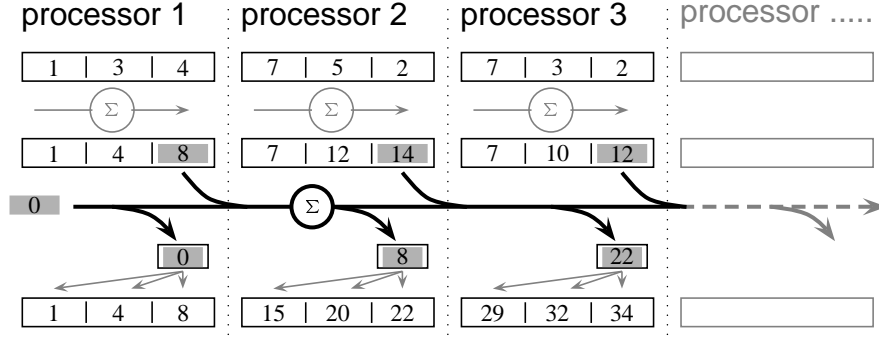 processor 1 processor 2 processor 3 processor .....
1 | 3 | 4 7 | 5 | 2 7 | 3 | 2
Σ Σ Σ
1 | 4 | 8 7 | 12 | 14 7 | 10 | 12
0 Σ
0 8 22
1 | 4 | 8 15 | 20 | 22 29 | 32 | 34